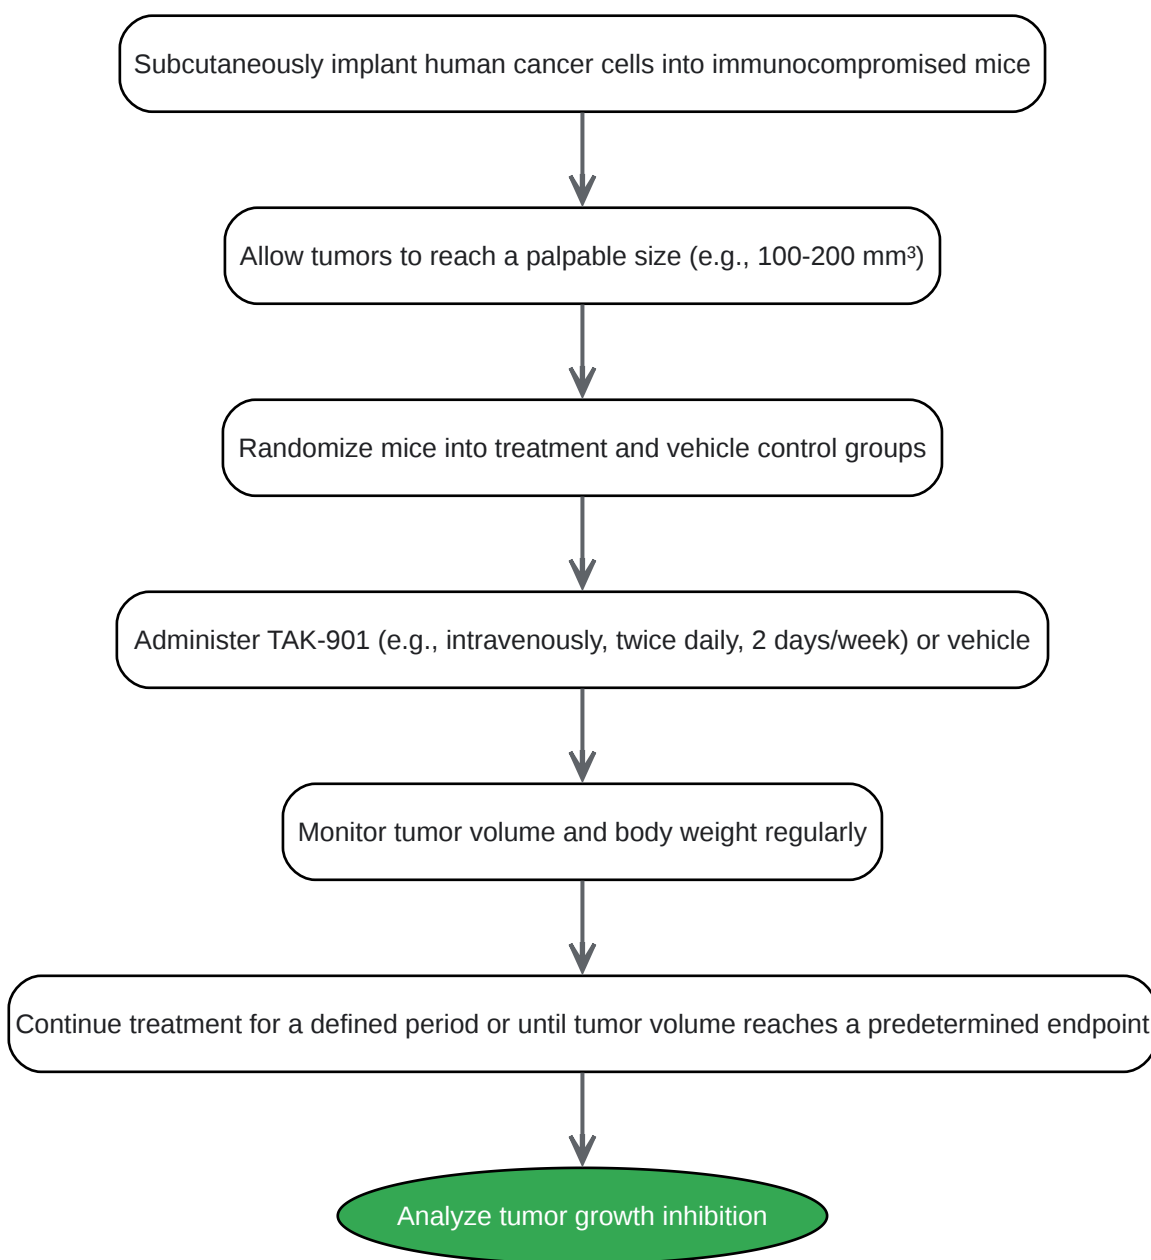 Subcutaneously implant human cancer cells into immunocompromised mice
Allow tumors to reach a palpable size (e.g., 100-200 mm³)
Randomize mice into treatment and vehicle control groups
Administer TAK-901 (e.g., intravenously, twice daily, 2 days/week) or vehicle
Monitor tumor volume and body weight regularly
Continue treatment for a defined period or until tumor volume reaches a predetermined endpoint
Analyze tumor growth inhibition